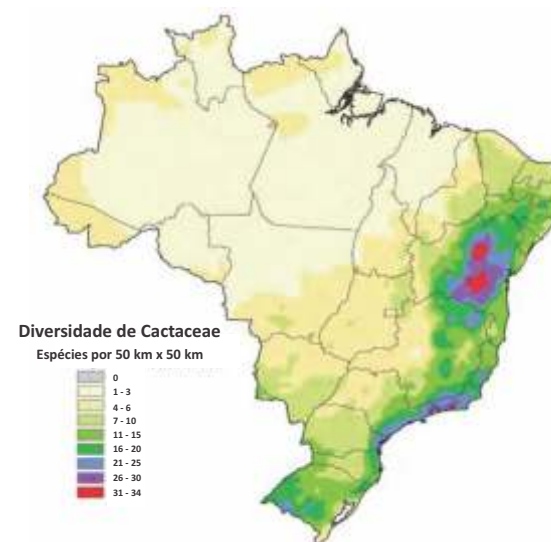 Diversidade de Cactaceae
Espécies por 50 km x 50 km
0
1 - 3
4 - 6
7 - 10
11 - 15
16 - 20
21 - 25
26 - 30
31 - 34